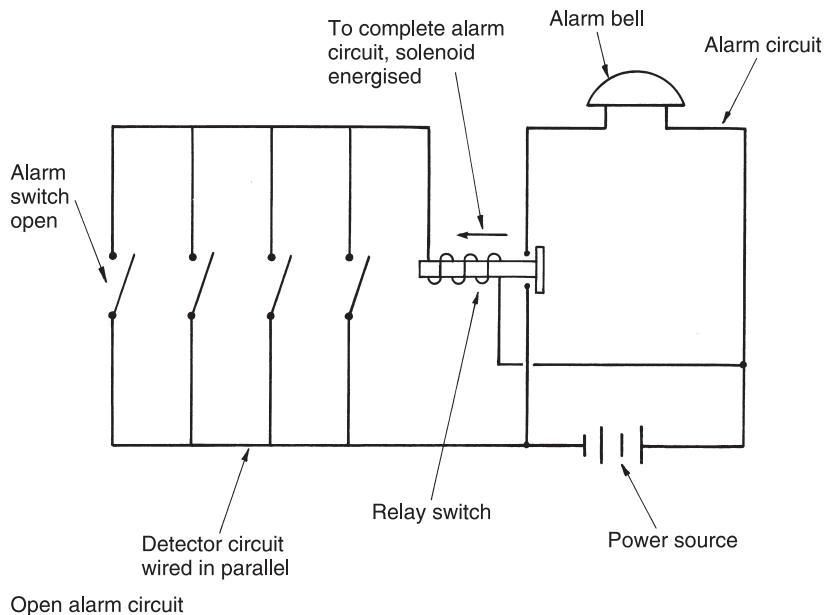 To complete alarm
circuit, solenoid
energised
Alarm bell
Alarm circuit
Alarm
switch
open
Relay switch
Power source
Detector circuit
wired in parallel
Open alarm circuit